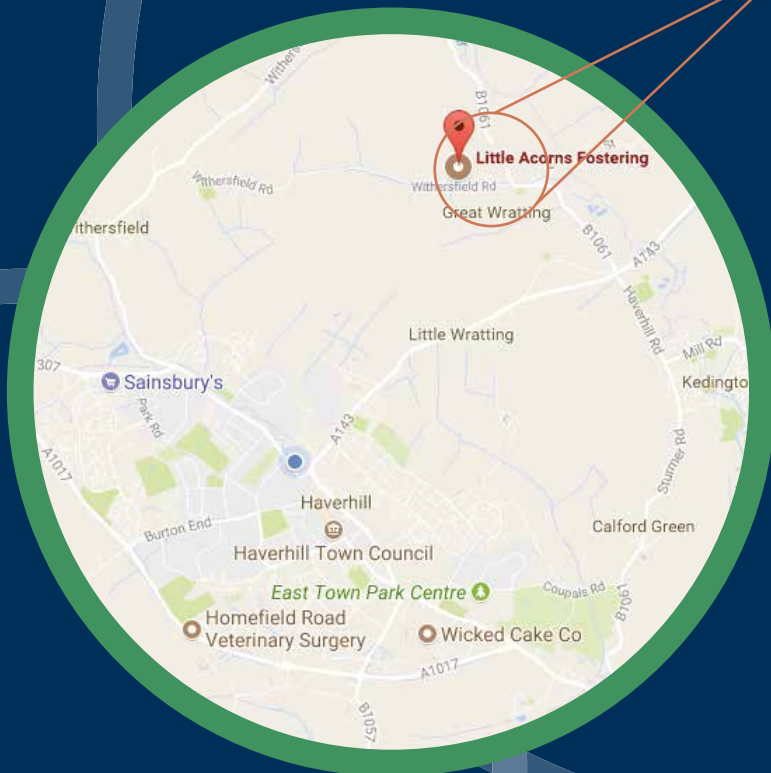 Withers
B1061
St
Little Acorns Fostering
Withersfield Rd
Withersfield Rd
Great Wratting
ithersfield
B1061
A143
Haverhill Rd
Little Wratting
Mill Rd
307
Sainsbury's
Kedingto
Park Rd
A143
A1017
Sturmer Rd
Haverhill
Burton End
Calford Green
Haverhill Town Council
East Town Park Centre
Coupals Rd
B1061
Homefield Road
Veterinary Surgery
Wicked Cake Co
A1017
B1057